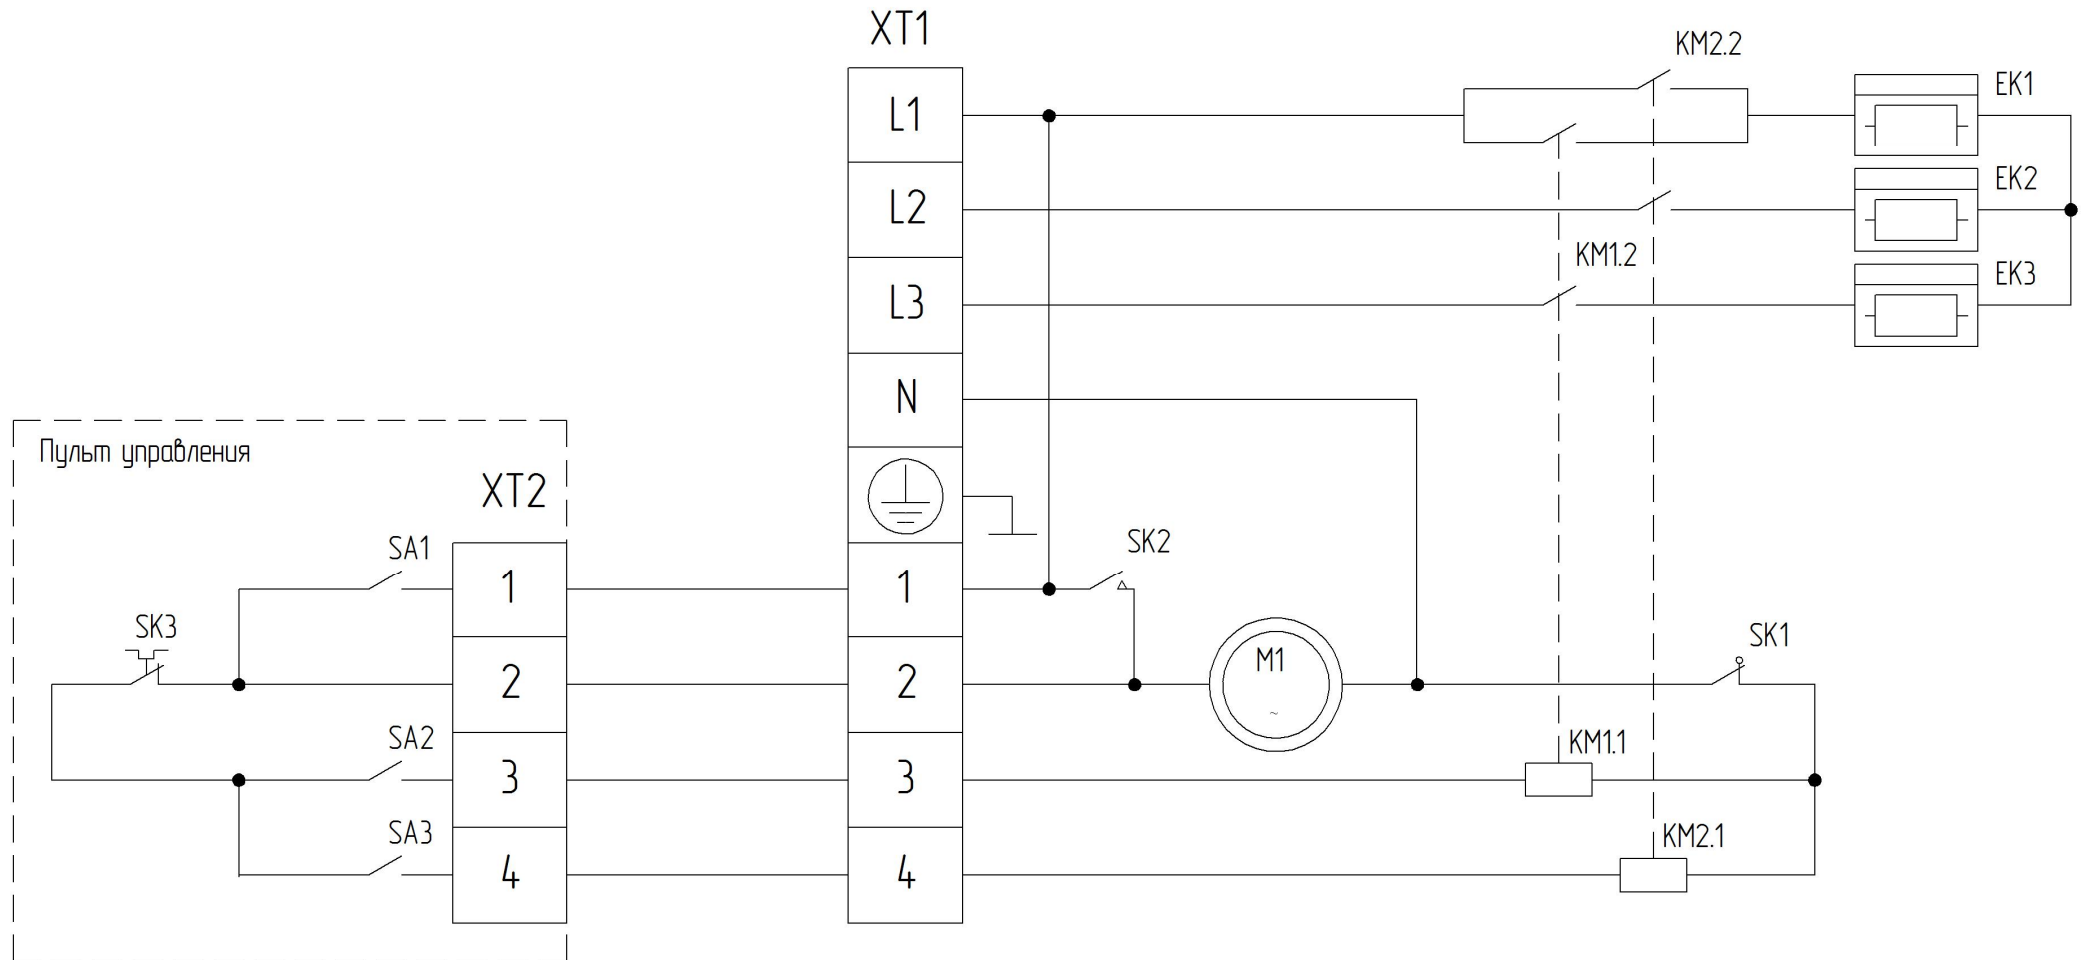 XT1
KM2.2
L1
EK1
L2
EK2
KM1.2
L3
EK3
N
Пульт управления
XT2
SA1
SK2
1
1
SK3
SK1
2
2
M1
~
SA2
KM1.1
3
3
SA3
KM2.1
4
4